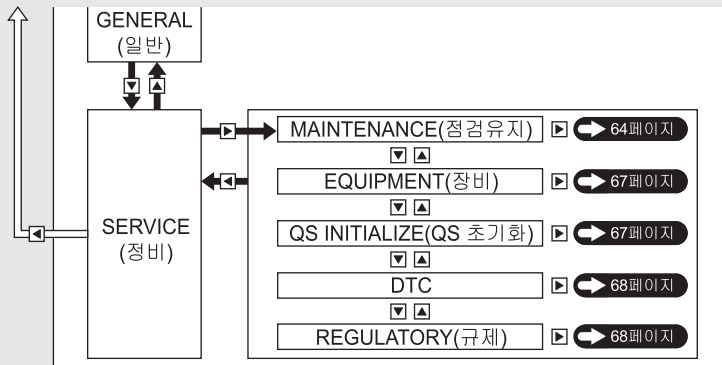 GENERAL
(일반)
SERVICE
(정비)
MAINTENANCE(점검유지)
64페이지
EQUIPMENT(장비)
67페이지
QS INITIALIZE(QS 초기화)
67페이지
DTC
68페이지
REGULATORY(규제)
68페이지